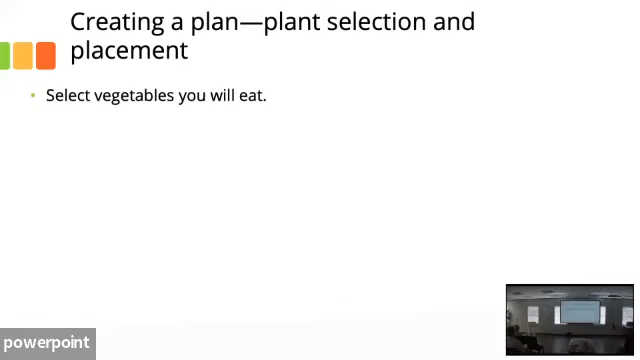 Creating a plan—plant selection and
placement
• Select vegetables you will eat.
powerpoint